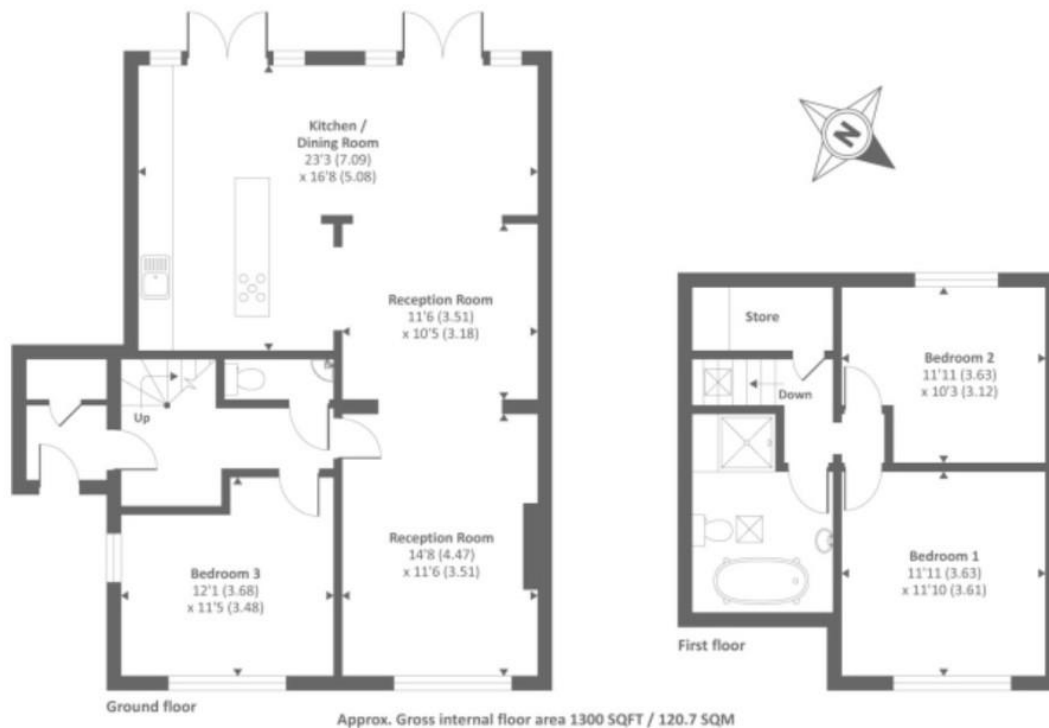 Kitchen /
Dining Room
23'3 (7.09)
x 16'8 (5.08)
N
Reception Room
11'6 (3.51)
x 10'5 (3.18)
Store
Bedroom 2
11'11 (3.63)
x 10'3 (3.12)
Up
Down
Reception Room
14'8 (4.47)
x 11'6 (3.51)
Bedroom 3
12'1 (3.68)
x 11'5 (3.48)
Bedroom 1
11'11 (3.63)
x 11'10 (3.61)
Ground floor
First floor
Approx. Gross internal floor area 1300 SQFT / 120.7 SQM